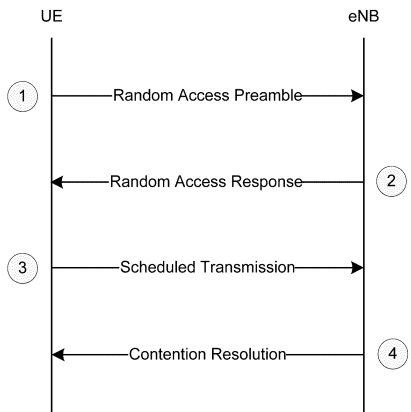 UE
eNB
1
Random Access Preamble
Random Access Response
2
3
Scheduled Transmission
Contention Resolution
4